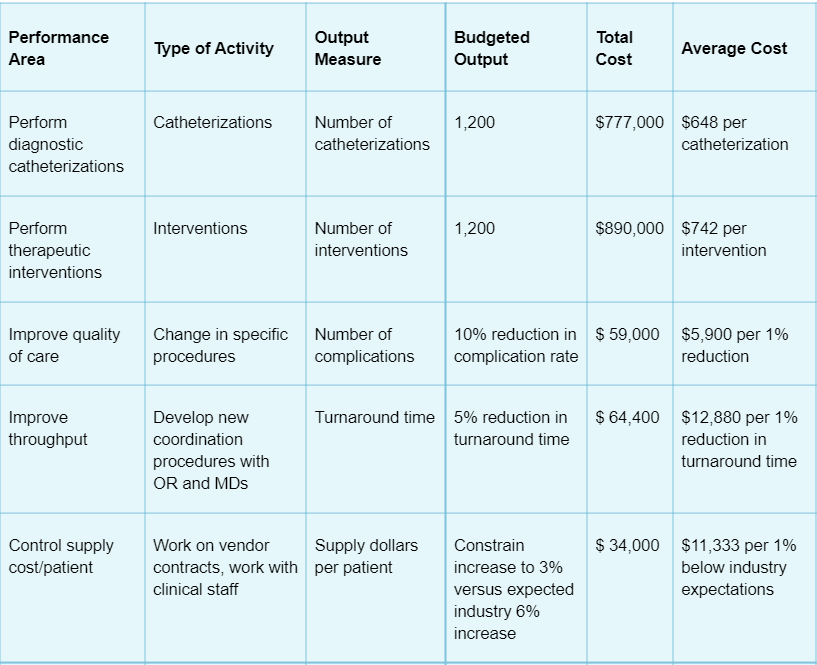 Performance Area
Type of Activity
Output Measure
Budgeted Output
Total Cost
Average Cost
Perform diagnostic catheterizations
Catheterizations
Number of catheterizations
1,200
$777,000
$648 per catheterization
Perform therapeutic interventions
Interventions
Number of interventions
1,200
$890,000
$742 per intervention
Improve quality of care
Change in specific procedures
Number of complications
10% reduction in complication rate
$ 59,000
$5,900 per 1% reduction
Improve throughput
Develop new coordination procedures with OR and MDs
Turnaround time
5% reduction in turnaround time
$ 64,400
$12,880 per 1% reduction in turnaround time
Control supply cost/patient
Work on vendor contracts, work with clinical staff
Supply dollars per patient
Constrain increase to 3% versus expected industry 6% increase
$ 34,000
$11,333 per 1% below industry expectations